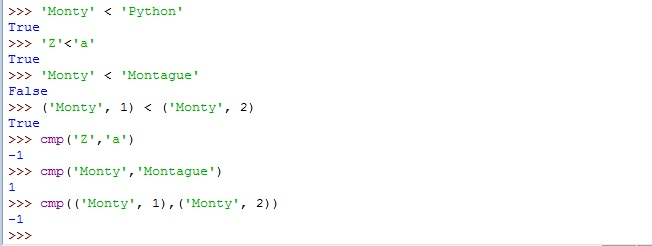 >>> 'Monty' < 'Python'
True
>>> 'Z'<'a'
True
>>> 'Monty' < 'Montague'
False
>>> ('Monty', 1) < ('Monty', 2)
True
>>> cmp('Z','a')
-1
>>> cmp('Monty','Montague')
1
>>> cmp(('Monty', 1),('Monty', 2))
-1
>>>